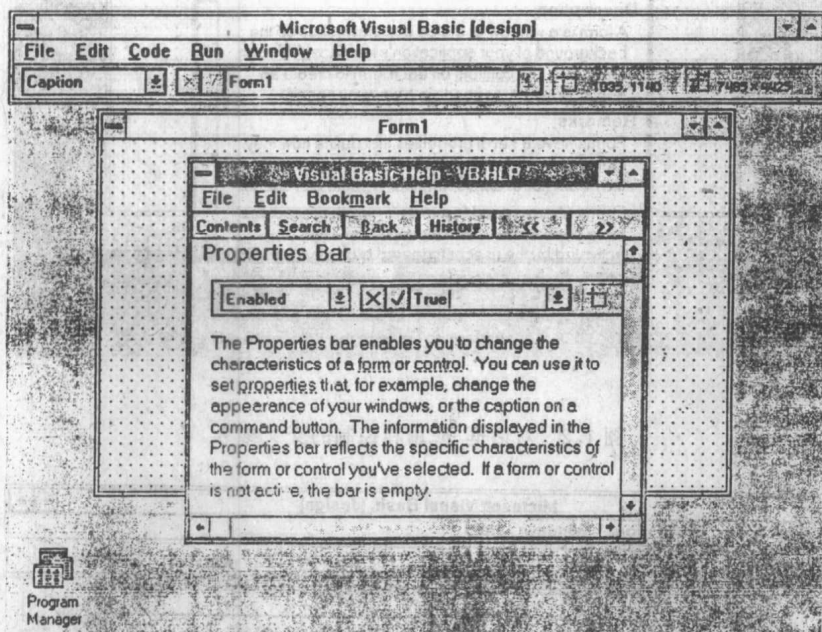 Microsoft Visual Basic [design]
File Edit Code Run Window Help
Caption Form1 1035,1140 7485×4425
Form1
Visual Basic Help - VB.HLP
File Edit Bookmark Help
Contents Search Back History << >>
Properties Bar
Enabled True
The Properties bar enables you to change the
characteristics of a form or control. You can use it to
set properties that, for example, change the
appearance of your windows, or the caption on a
command button. The information displayed in the
Properties bar reflects the specific characteristics of
the form or control you've selected. If a form or control
is not active, the bar is empty.
Program
Manager